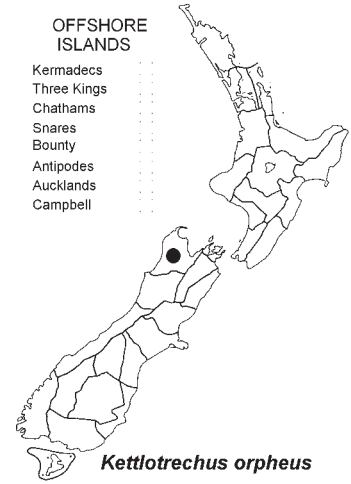 OFFSHORE
ISLANDS
Kermadecs
Three Kings
Chathams
Snares
Bounty
Antipodes
Aucklands
Campbell
Kettlotrechus orpheus